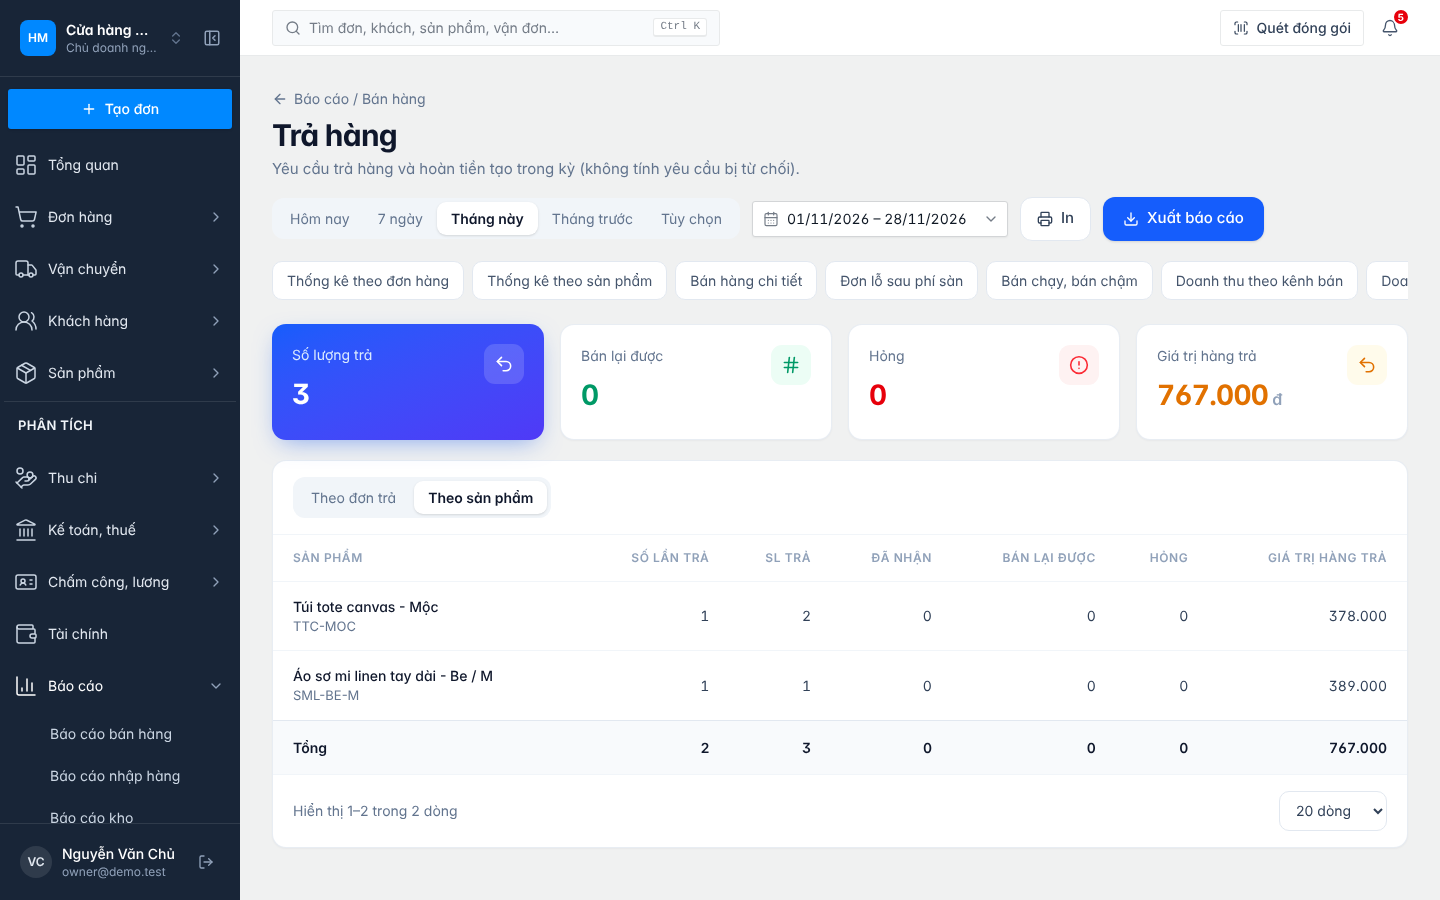 HM
Cửa hàng ...
Chủ doanh ng...
Tìm đơn, khách, sản phẩm, vận đơn...
Ctrl K
Quét đóng gói
5
Tạo đơn
Tổng quan
Đơn hàng
Vận chuyển
Khách hàng
Sản phẩm
PHÂN TÍCH
Thu chi
Kế toán, thuế
Chấm công, lương
Tài chính
Báo cáo
Báo cáo bán hàng
Báo cáo nhập hàng
Báo cáo kho
VC
Nguyễn Văn Chủ
owner@demo.test
Báo cáo / Bán hàng
Trả hàng
Yêu cầu trả hàng và hoàn tiền tạo trong kỳ (không tính yêu cầu bị từ chối).
Hôm nay
7 ngày
Tháng này
Tháng trước
Tùy chọn
01/11/2026 – 28/11/2026
In
Xuất báo cáo
Thống kê theo đơn hàng
Thống kê theo sản phẩm
Bán hàng chi tiết
Đơn lỗ sau phí sàn
Bán chạy, bán chậm
Doanh thu theo kênh bán
Doa
Số lượng trả
3
Bán lại được
0
Hỏng
0
Giá trị hàng trả
767.000 đ
Theo đơn trả
Theo sản phẩm
SẢN PHẨM SỐ LẦN TRẢ SL TRẢ ĐÃ NHẬN BÁN LẠI ĐƯỢC HỎNG GIÁ TRỊ HÀNG TRẢ
Túi tote canvas - Mộc
TTC-MOC
1 2 0 0 0 378.000
Áo sơ mi linen tay dài - Be / M
SML-BE-M
1 1 0 0 0 389.000
Tổng 2 3 0 0 0 767.000
Hiển thị 1–2 trong 2 dòng
20 dòng